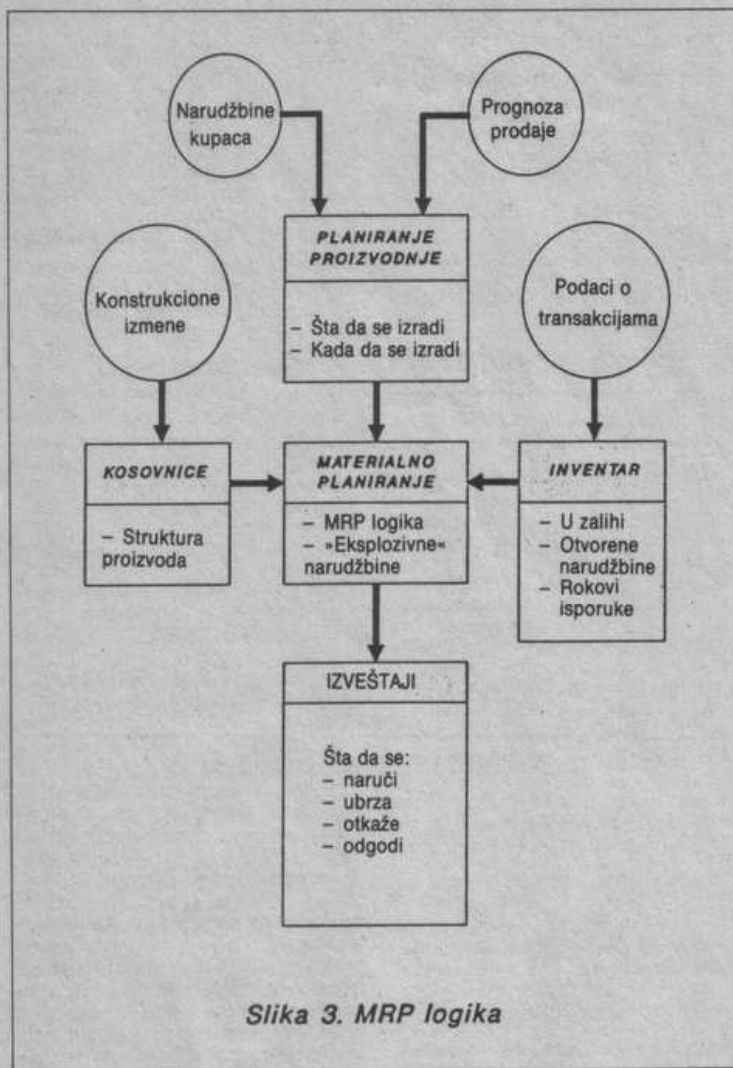 Narudžbine
kupaca
Prognoza
prodaje
PLANIRANJE
PROIZVODNJE
– Šta da se izradi
– Kada da se izradi
Konstrukcione
izmene
Podaci o
transakcijama
KOSOVNICE
– Struktura
proizvoda
MATERIALNO
PLANIRANJE
– MRP logika
– »Eksplozivne«
narudžbine
INVENTAR
– U zalihi
– Otvorene
narudžbine
– Rokovi
isporuke
IZVEŠTAJI
Šta da se:
– naruči
– ubrza
– otkaže
– odgodi
Slika 3. MRP logika